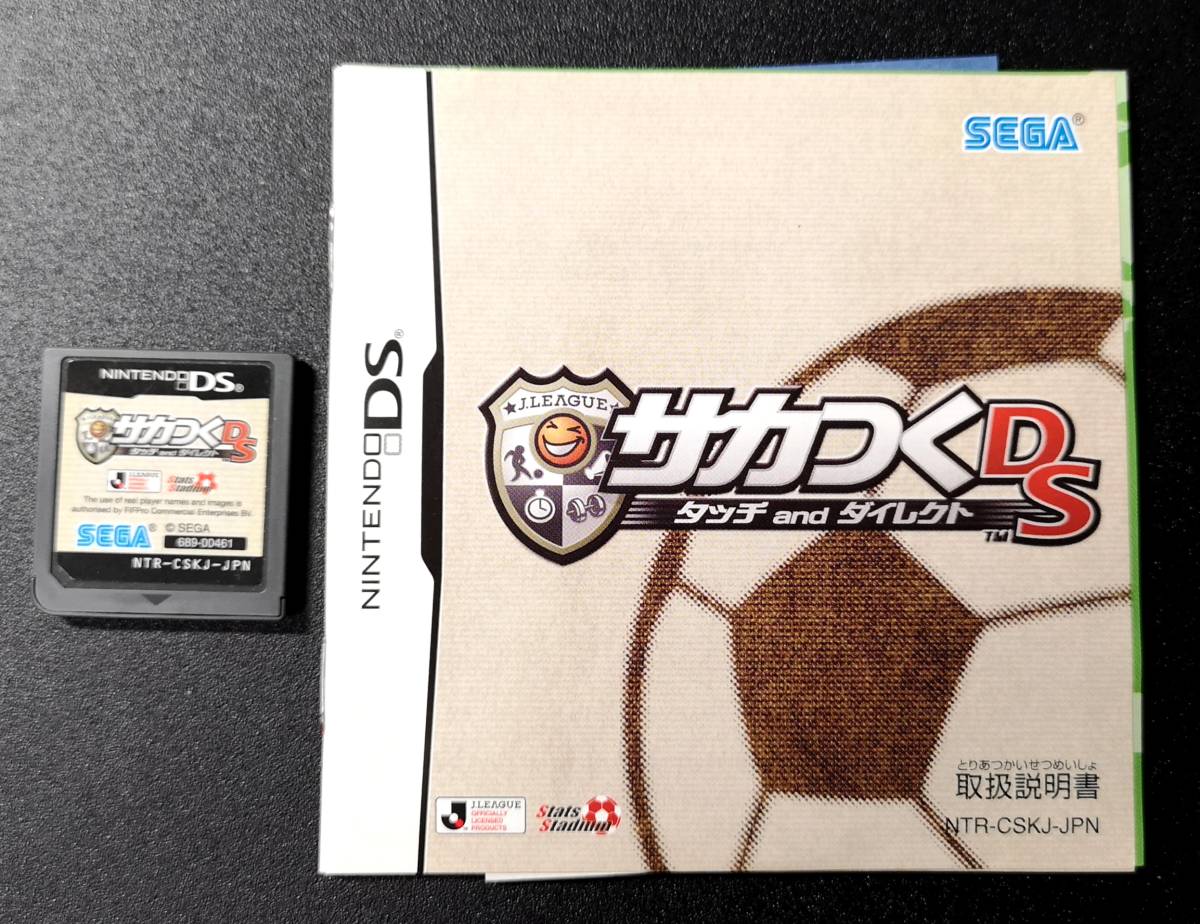 NINTENDO DS®
サカつくDS
タッチ and ダイレクト
J.LEAGUE
Stats Stadium
The use of real player names and images is
authorised by FIFPro Commercial Enterprises BV.
SEGA® © SEGA
689-00461
NTR-CSKJ-JPN
NINTENDO DS®
SEGA®
★J.LEAGUE★
サカつくDS
タッチ and ダイレクト
TM
J.LEAGUE
OFFICIALLY
LICENSED
PRODUCTS
Stats
Stadium
とりあつかいせつめいしょ
取扱説明書
NTR-CSKJ-JPN